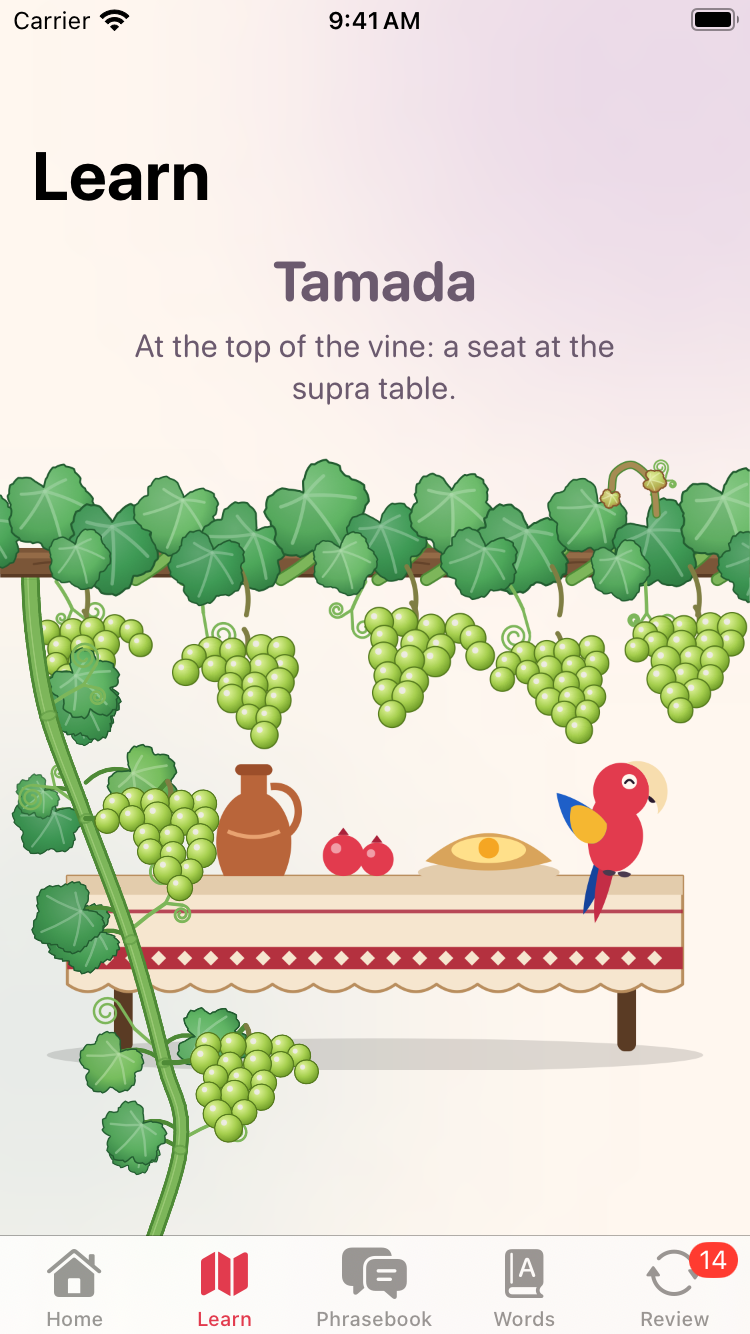 Carrier 9:41 AM
Learn
Tamada
At the top of the vine: a seat at the
supra table.
A
14
Home Learn Phrasebook Words Review